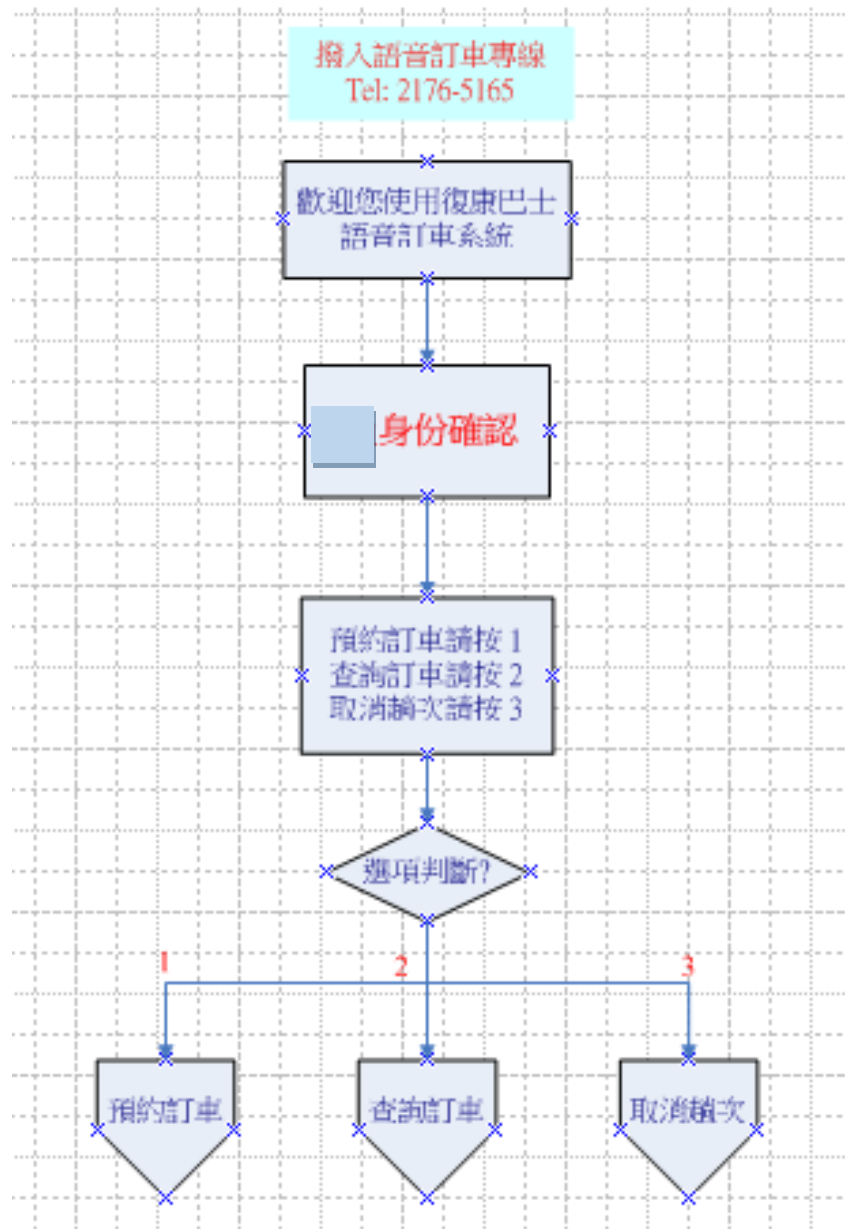 撥入語音訂車專線
Tel: 2176-5165
歡迎您使用復康巴士
語音訂車系統
身份確認
預約訂車請按 1
查詢訂車請按 2
取消趟次請按 3
選項判斷?
1
2
3
預約訂車
查詢訂車
取消趟次